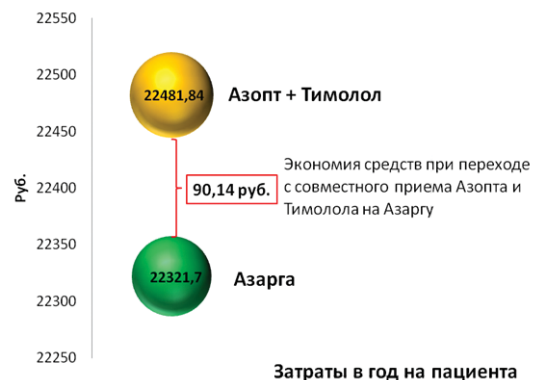 22550
22500
22450
22400
22350
22300
22250
Руб.
22481,84
Азопт + Тимолол
90,14 руб.
Экономия средств при переходе
с совместного приема Азопта и
Тимолола на Азаргу
22321,7
Азарга
Затраты в год на пациента